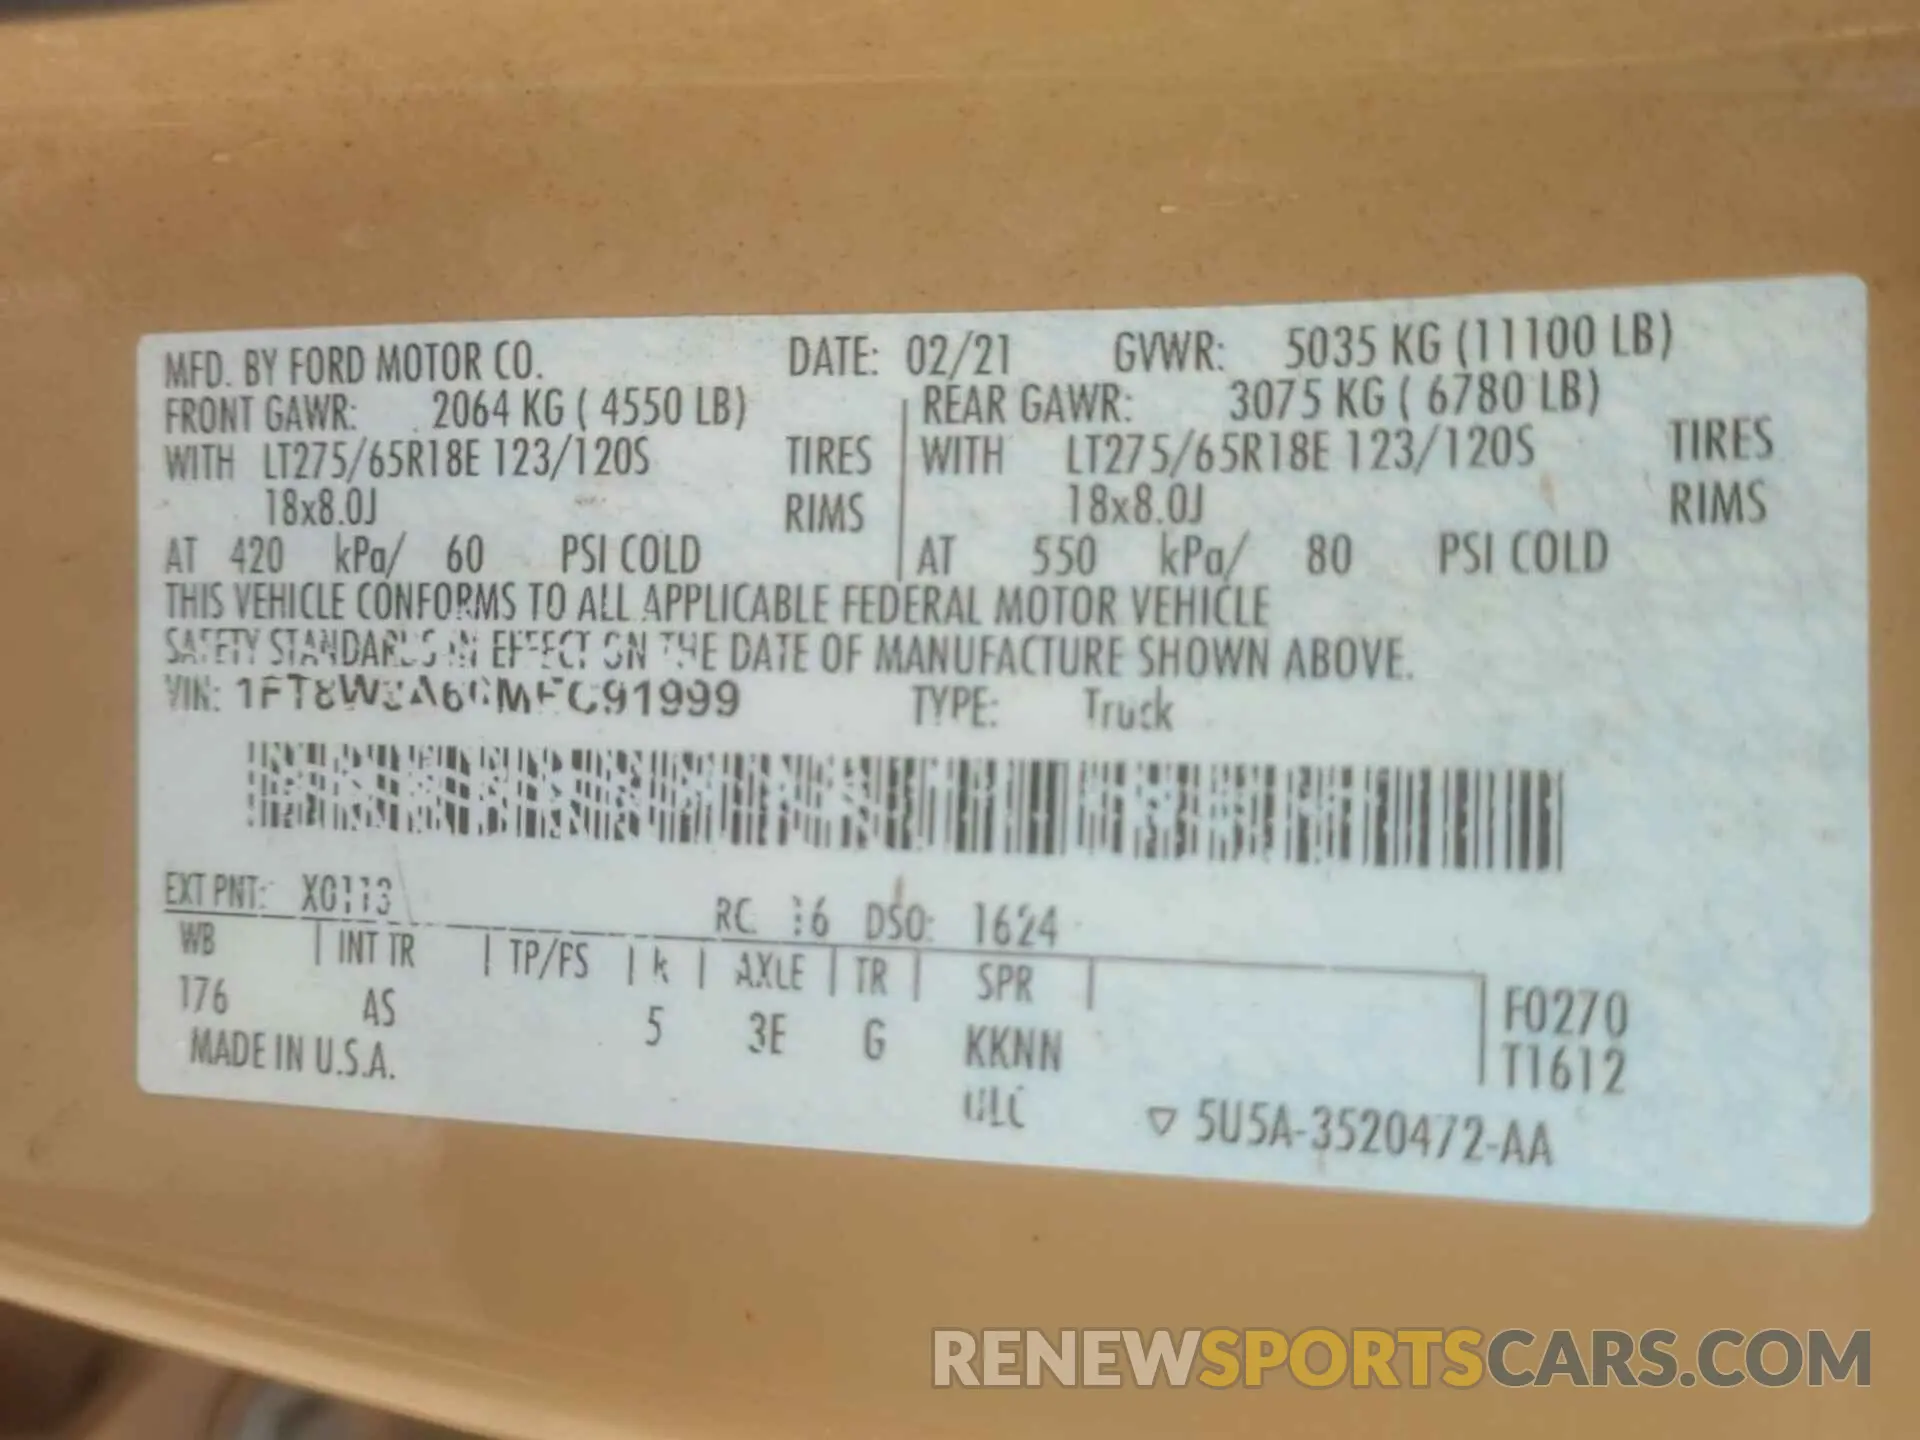 MFD. BY FORD MOTOR CO. DATE: 02/21 GVWR: 5035 KG (11100 LB)
FRONT GAWR: 2064 KG ( 4550 LB) REAR GAWR: 3075 KG ( 6780 LB)
WITH LT275/65R18E 123/120S TIRES WITH LT275/65R18E 123/120S TIRES
18x8.0J RIMS 18x8.0J RIMS
AT 420 kPa/ 60 PSI COLD AT 550 kPa/ 80 PSI COLD
THIS VEHICLE CONFORMS TO ALL APPLICABLE FEDERAL MOTOR VEHICLE
SAFETY STANDARDS IN EFFECT ON THE DATE OF MANUFACTURE SHOWN ABOVE.
VIN: TYPE: Truck
EXT PNT: RC DSO: 1624
WB INT TR TP/FS AXLE TR SPR
176 AS 5 3E G KKNN
F0270
T1612
MADE IN U.S.A.
5U5A-3520472-AA
RENEWSPORTSCARS.COM